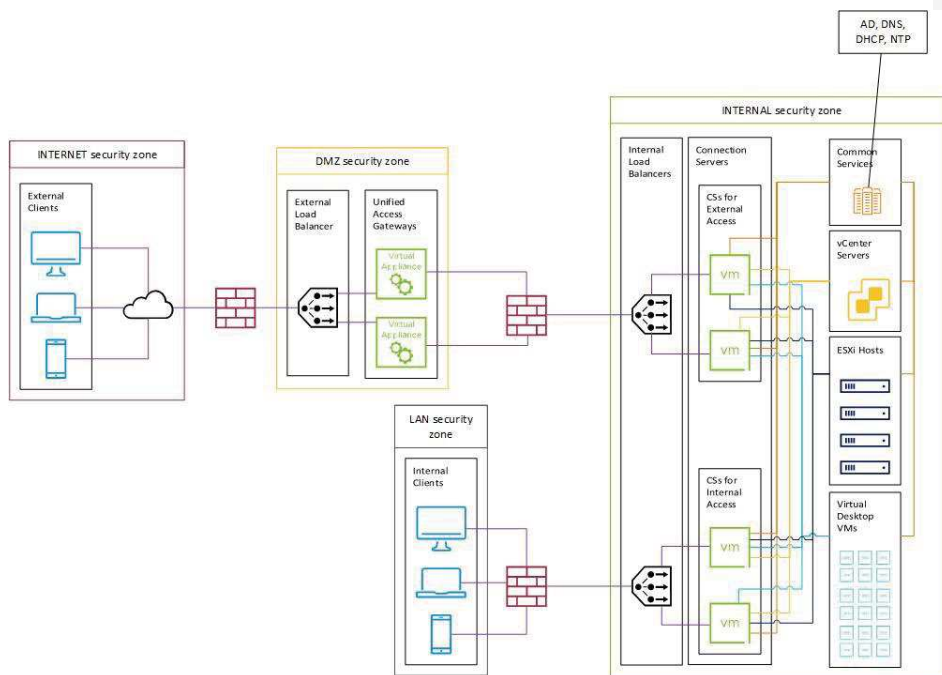 AD, DNS,
DHCP, NTP
INTERNAL security zone
INTERNET security zone
External
Clients
DMZ security zone
External
Load
Balancer
Unified
Access
Gateways
Virtual
Appliance
Virtual
Appliance
Internal
Load
Balancers
Connection
Servers
CSs for
External
Access
vm
vm
Common
Services
vCenter
Servers
ESXi Hosts
LAN security
zone
Internal
Clients
CSs for
Internal
Access
vm
vm
Virtual
Desktop
VMs